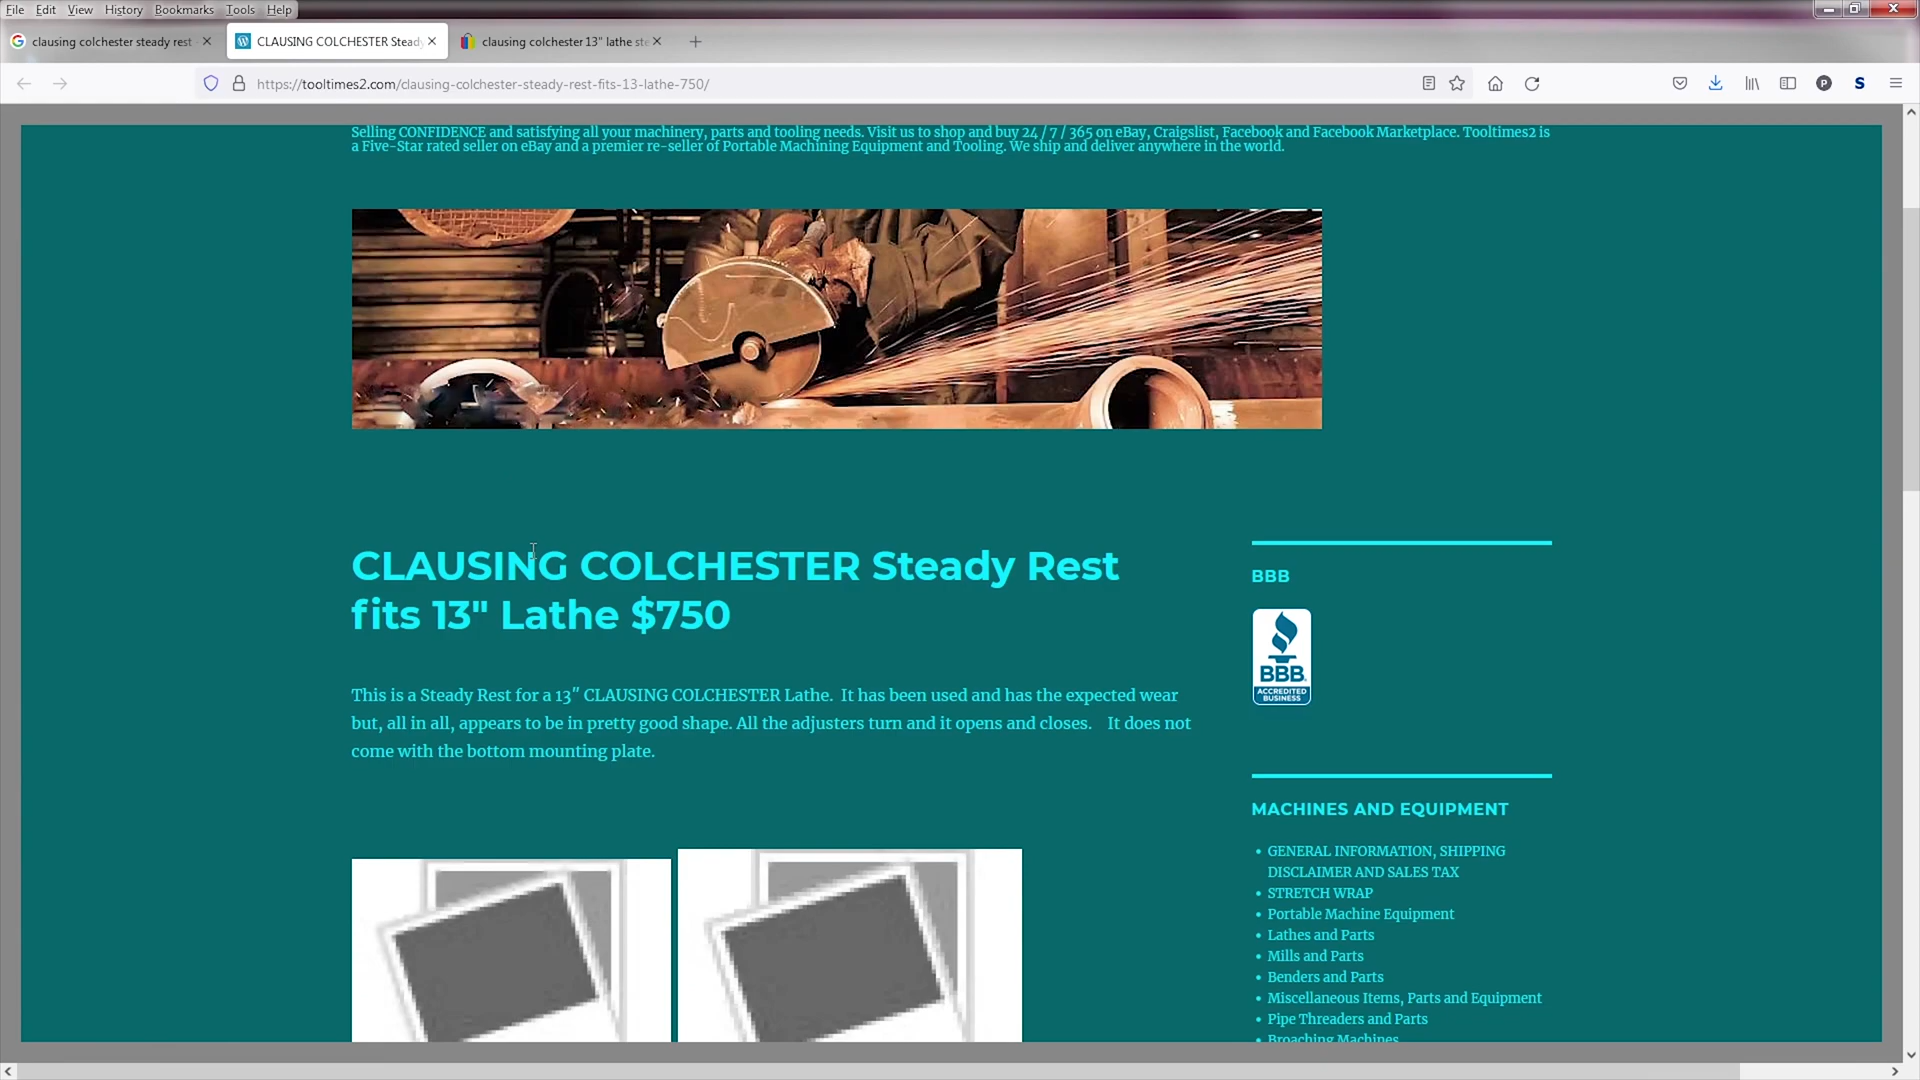 File Edit View History Bookmarks Tools Help
clausing colchester steady rest
CLAUSING COLCHESTER Steady
clausing colchester 13" lathe ste
https://tooltimes2.com/clausing-colchester-steady-rest-fits-13-lathe-750/
P
S
Selling CONFIDENCE and satisfying all your machinery, parts and tooling needs. Visit us to shop and buy 24 / 7 / 365 on eBay, Craigslist, Facebook and Facebook Marketplace. Tooltimes2 is
a Five-Star rated seller on eBay and a premier re-seller of Portable Machining Equipment and Tooling. We ship and deliver anywhere in the world.
CLAUSING COLCHESTER Steady Rest
fits 13" Lathe $750
This is a Steady Rest for a 13″ CLAUSING COLCHESTER Lathe. It has been used and has the expected wear
but, all in all, appears to be in pretty good shape. All the adjusters turn and it opens and closes. It does not
come with the bottom mounting plate.
BBB
BBB
ACCREDITED
BUSINESS
MACHINES AND EQUIPMENT
• GENERAL INFORMATION, SHIPPING
DISCLAIMER AND SALES TAX
• STRETCH WRAP
• Portable Machine Equipment
• Lathes and Parts
• Mills and Parts
• Benders and Parts
• Miscellaneous Items, Parts and Equipment
• Pipe Threaders and Parts
• Broaching Machines